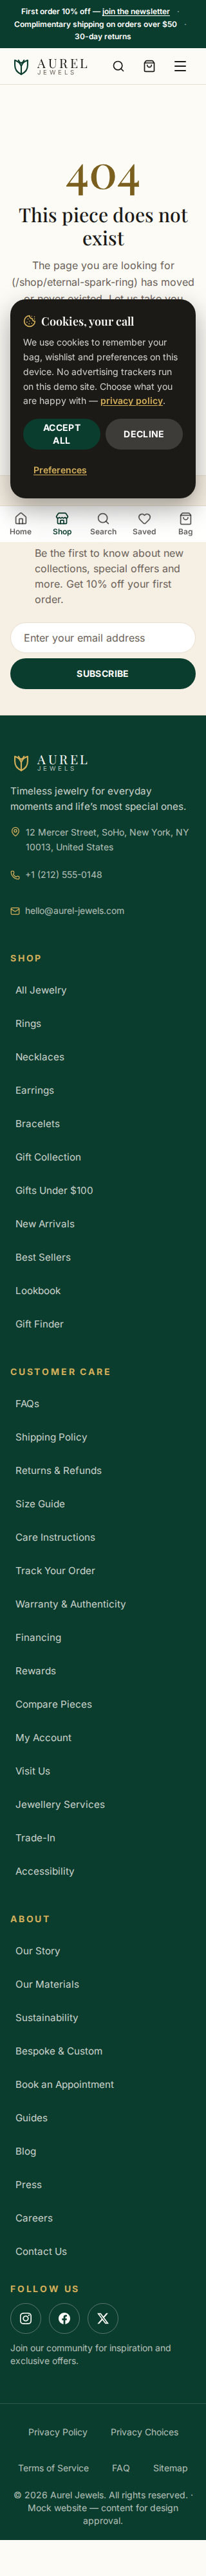 First order 10% off — join the newsletter ·
Complimentary shipping on orders over $50 ·
30-day returns
AUREL
JEWELS
404
This piece does not
exist
The page you are looking for
(/shop/eternal-spark-ring) has moved
or never existed. Let us take you
Cookies, your call
We use cookies to remember your
bag, wishlist and preferences on this
device. No ad trackers, nothing
runs in this demo. Choose what you
are happy with — privacy policy.
ACCEPT
ALL
DECLINE
Preferences
Home
Shop
Search
Saved
Bag
Be the first to know about new
collections, special offers and
more. Get 10% off your first
order.
Enter your email address
SUBSCRIBE
AUREL
JEWELS
Timeless jewelry for everyday
moments and life's most special ones.
12 Mercer Street, SoHo, New York, NY
10013, United States
+1 (212) 555-0148
hello@aurel-jewels.com
SHOP
All Jewelry
Rings
Necklaces
Earrings
Bracelets
Gift Collection
Gifts Under $100
New Arrivals
Best Sellers
Lookbook
Gift Finder
CUSTOMER CARE
FAQs
Shipping Policy
Returns & Refunds
Size Guide
Care Instructions
Track Your Order
Warranty & Authenticity
Financing
Rewards
Compare Pieces
My Account
Visit Us
Jewellery Services
Trade-In
Accessibility
ABOUT
Our Story
Our Materials
Sustainability
Bespoke & Custom
Book an Appointment
Guides
Blog
Press
Careers
Contact Us
FOLLOW US
Join our community for inspiration and
exclusive offers.
Privacy Policy
Privacy Choices
Terms of Service
FAQ
Sitemap
© 2026 Aurel Jewels. All rights reserved. ·
Mock website — content for design
approval.